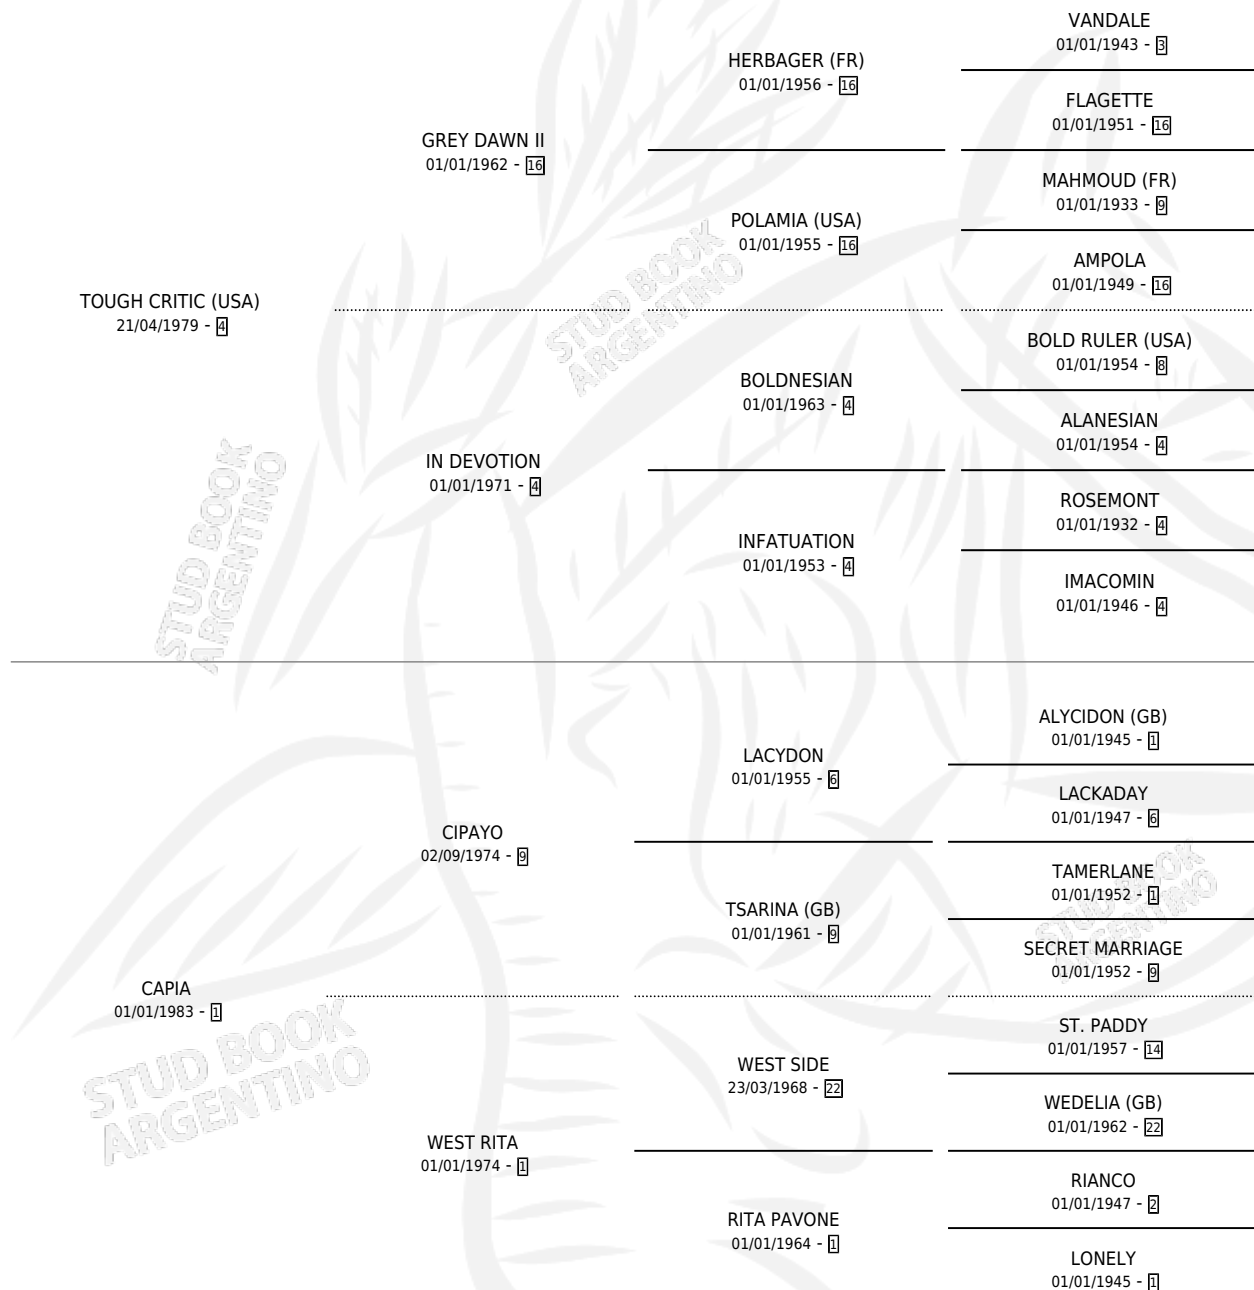 VANDALE
01/01/1943 - 3
HERBAGER (FR)
01/01/1956 - 16
FLAGETTE
01/01/1951 - 16
GREY DAWN II
01/01/1962 - 16
MAHMOUD (FR)
01/01/1933 - 9
POLAMIA (USA)
01/01/1955 - 16
AMPOLA
01/01/1949 - 16
TOUGH CRITIC (USA)
21/04/1979 - 4
STUD BOOK
ARGENTINO
BOLD RULER (USA)
01/01/1954 - 8
BOLDNESIAN
01/01/1963 - 4
ALANESIAN
01/01/1954 - 4
IN DEVOTION
01/01/1971 - 4
ROSEMONT
01/01/1932 - 4
INFATUATION
01/01/1953 - 4
IMACOMIN
01/01/1946 - 4
STUD BOOK
ARGENTINO
ALYCIDON (GB)
01/01/1945 - 1
LACYDON
01/01/1955 - 6
LACKADAY
01/01/1947 - 6
CIPAYO
02/09/1974 - 9
TAMERLANE
01/01/1952 - 1
TSARINA (GB)
01/01/1961 - 9
SECRET MARRIAGE
01/01/1952 - 9
STUD BOOK
ARGENTINO
CAPIA
01/01/1983 - 1
ST. PADDY
01/01/1957 - 14
WEST SIDE
23/03/1968 - 22
WEDELIA (GB)
01/01/1962 - 22
STUD BOOK
ARGENTINO
WEST RITA
01/01/1974 - 1
RIANCO
01/01/1947 - 2
RITA PAVONE
01/01/1964 - 1
LONELY
01/01/1945 - 1